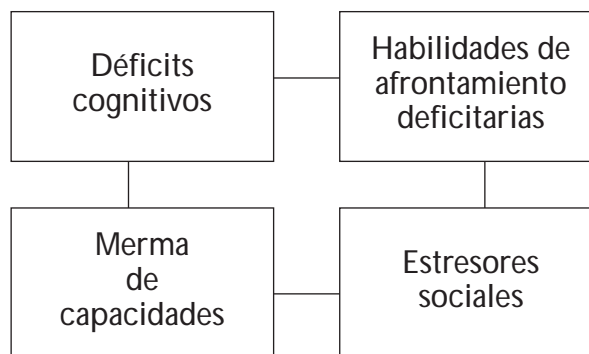 Déficits
cognitivos
Habilidades de
afrontamiento
deficitarias
Merma
de
capacidades
Estresores
sociales